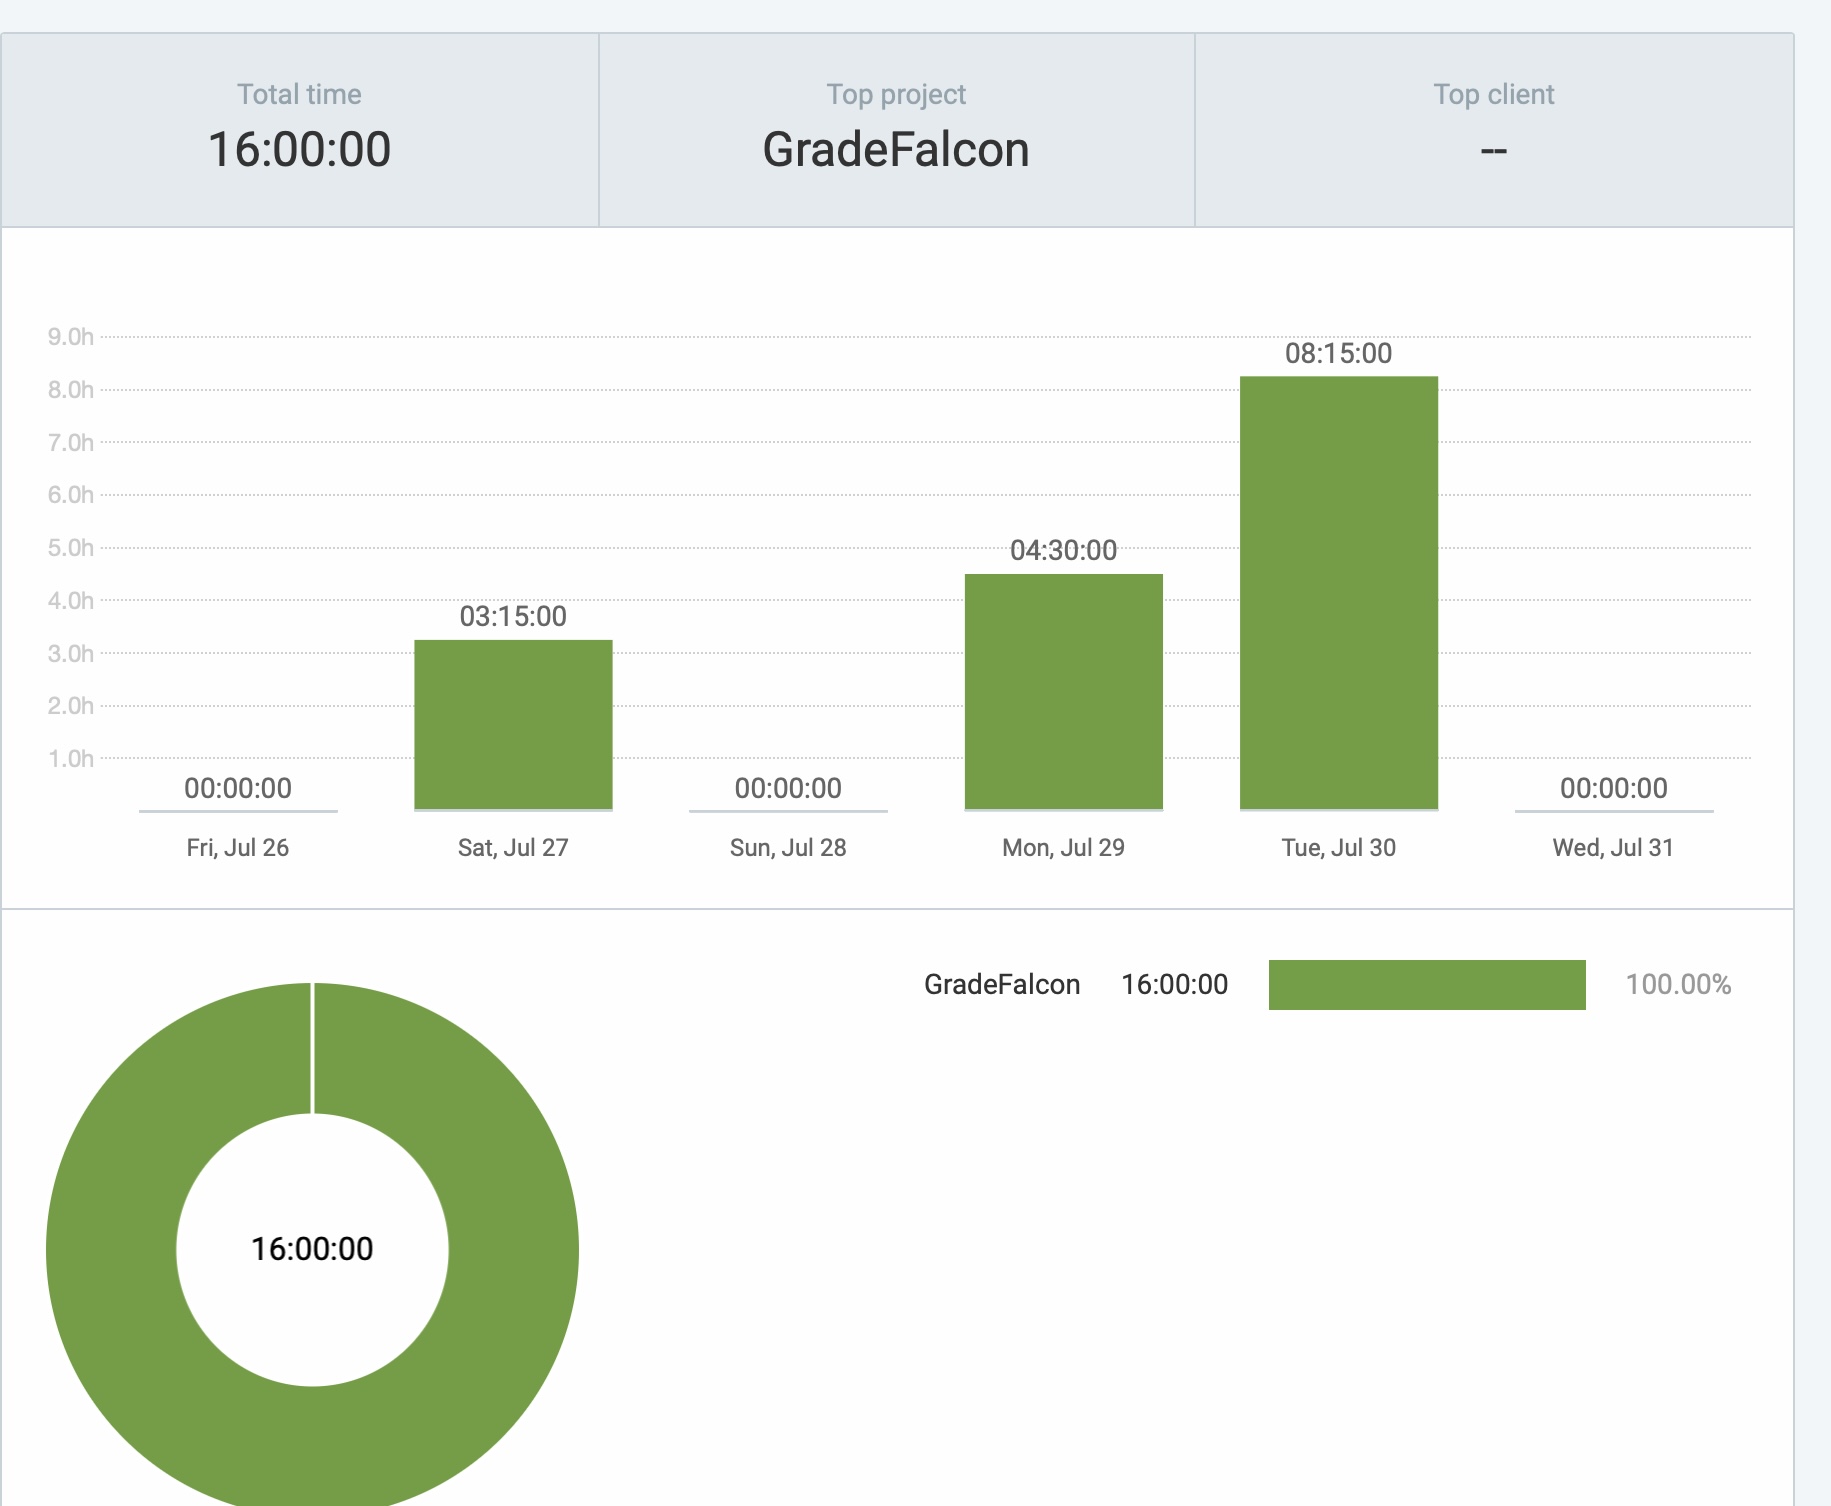 Total time
16:00:00
Top project
GradeFalcon
Top client
--
9.0h
8.0h
7.0h
6.0h
5.0h
4.0h
3.0h
2.0h
1.0h
00:00:00
03:15:00
00:00:00
04:30:00
08:15:00
00:00:00
Fri, Jul 26
Sat, Jul 27
Sun, Jul 28
Mon, Jul 29
Tue, Jul 30
Wed, Jul 31
GradeFalcon 16:00:00 100.00%
16:00:00